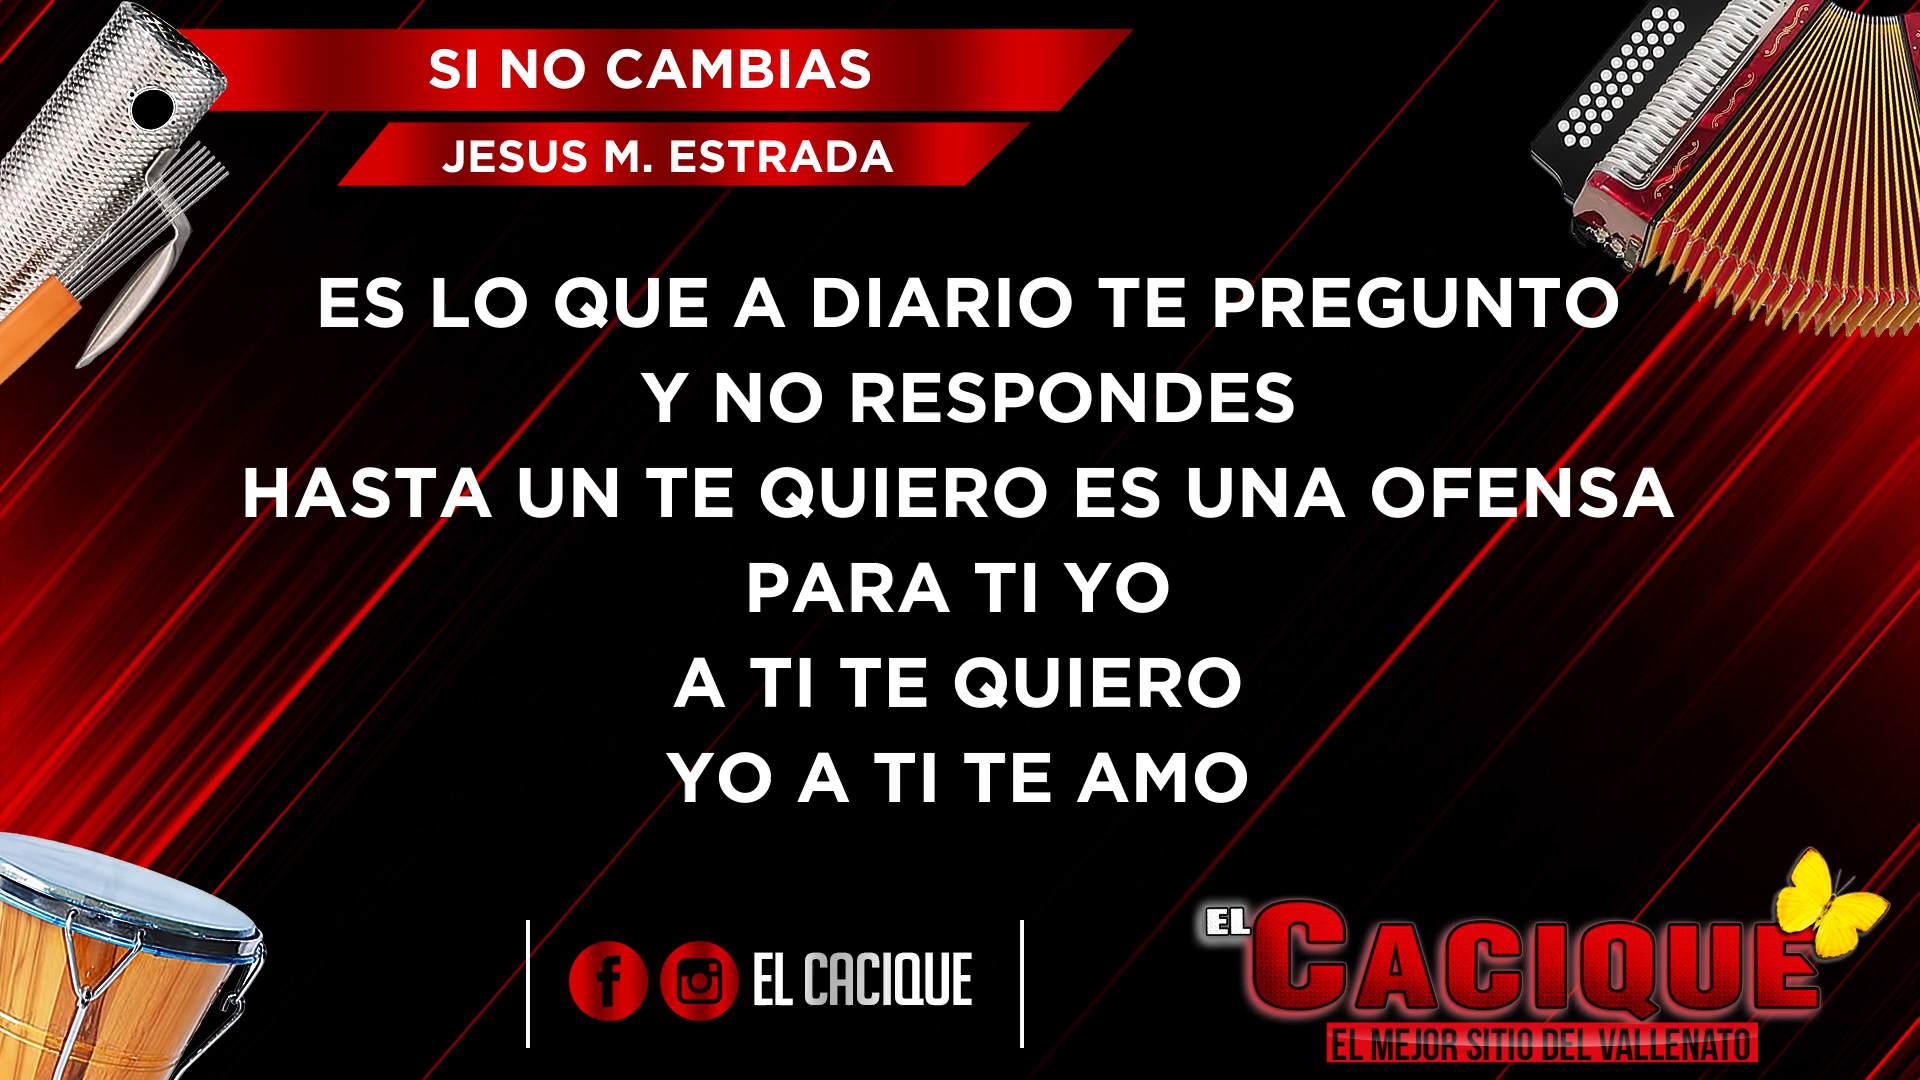 SI NO CAMBIAS
JESUS M. ESTRADA
ES LO QUE A DIARIO TE PREGUNTO
Y NO RESPONDES
HASTA UN TE QUIERO ES UNA OFENSA
PARA TI YO
A TI TE QUIERO
YO A TI TE AMO
EL CACIQUE
EL CACIQUE
EL MEJOR SITIO DEL VALLENATO